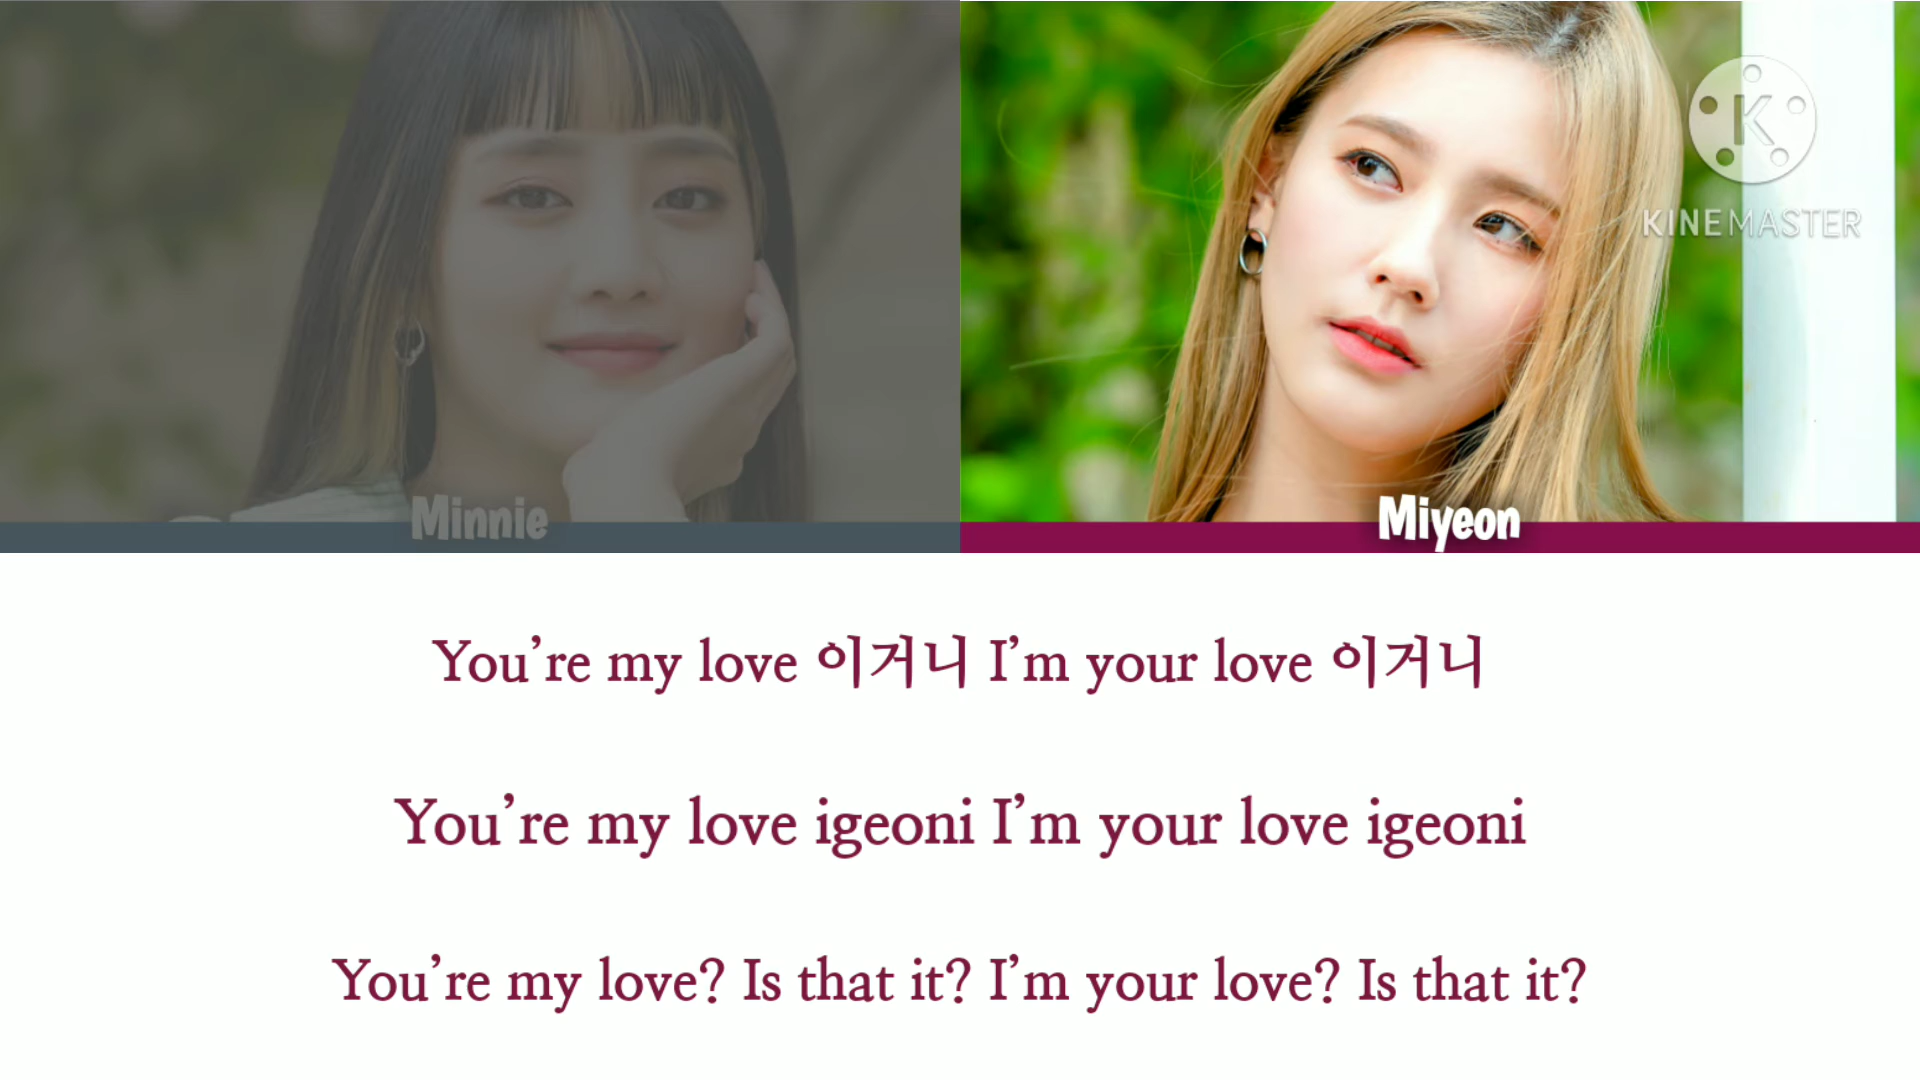 KINEMASTER
Minnie
Miyeon
You’re my love 이거니 I’m your love 이거니
You’re my love igeoni I’m your love igeoni
You’re my love? Is that it? I’m your love? Is that it?